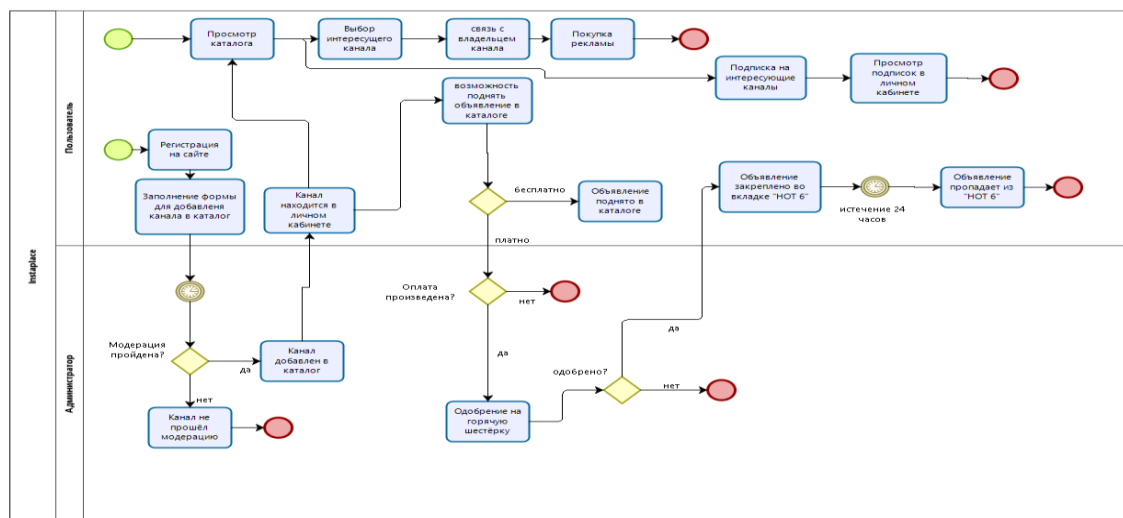 Instaplace
Пользователь
Администратор
Просмотр
каталога
Выбор
интересущего
канала
связь с
владельцем
канала
Покупка
рекламы
Подписка на
интересующие
каналы
Просмотр
подписок в
личном
кабинете
возможность
поднять
объявление в
каталоге
Регистрация
на сайте
Заполнение формы
для добавленя
канала в каталог
Канал
находится в
личном
кабинете
бесплатно
Объявление
поднято в
каталоге
Объявление
закреплено во
вкладке "HOT 6"
истечение 24
часов
Объявление
пропадает из
"HOT 6"
платно
Оплата
произведена?
нет
да
Модерация
пройдена?
да
Канал
добавлен в
каталог
нет
Канал не
прошёл
модерацию
Одобрение на
горячую
шестёрку
одобрено?
да
нет